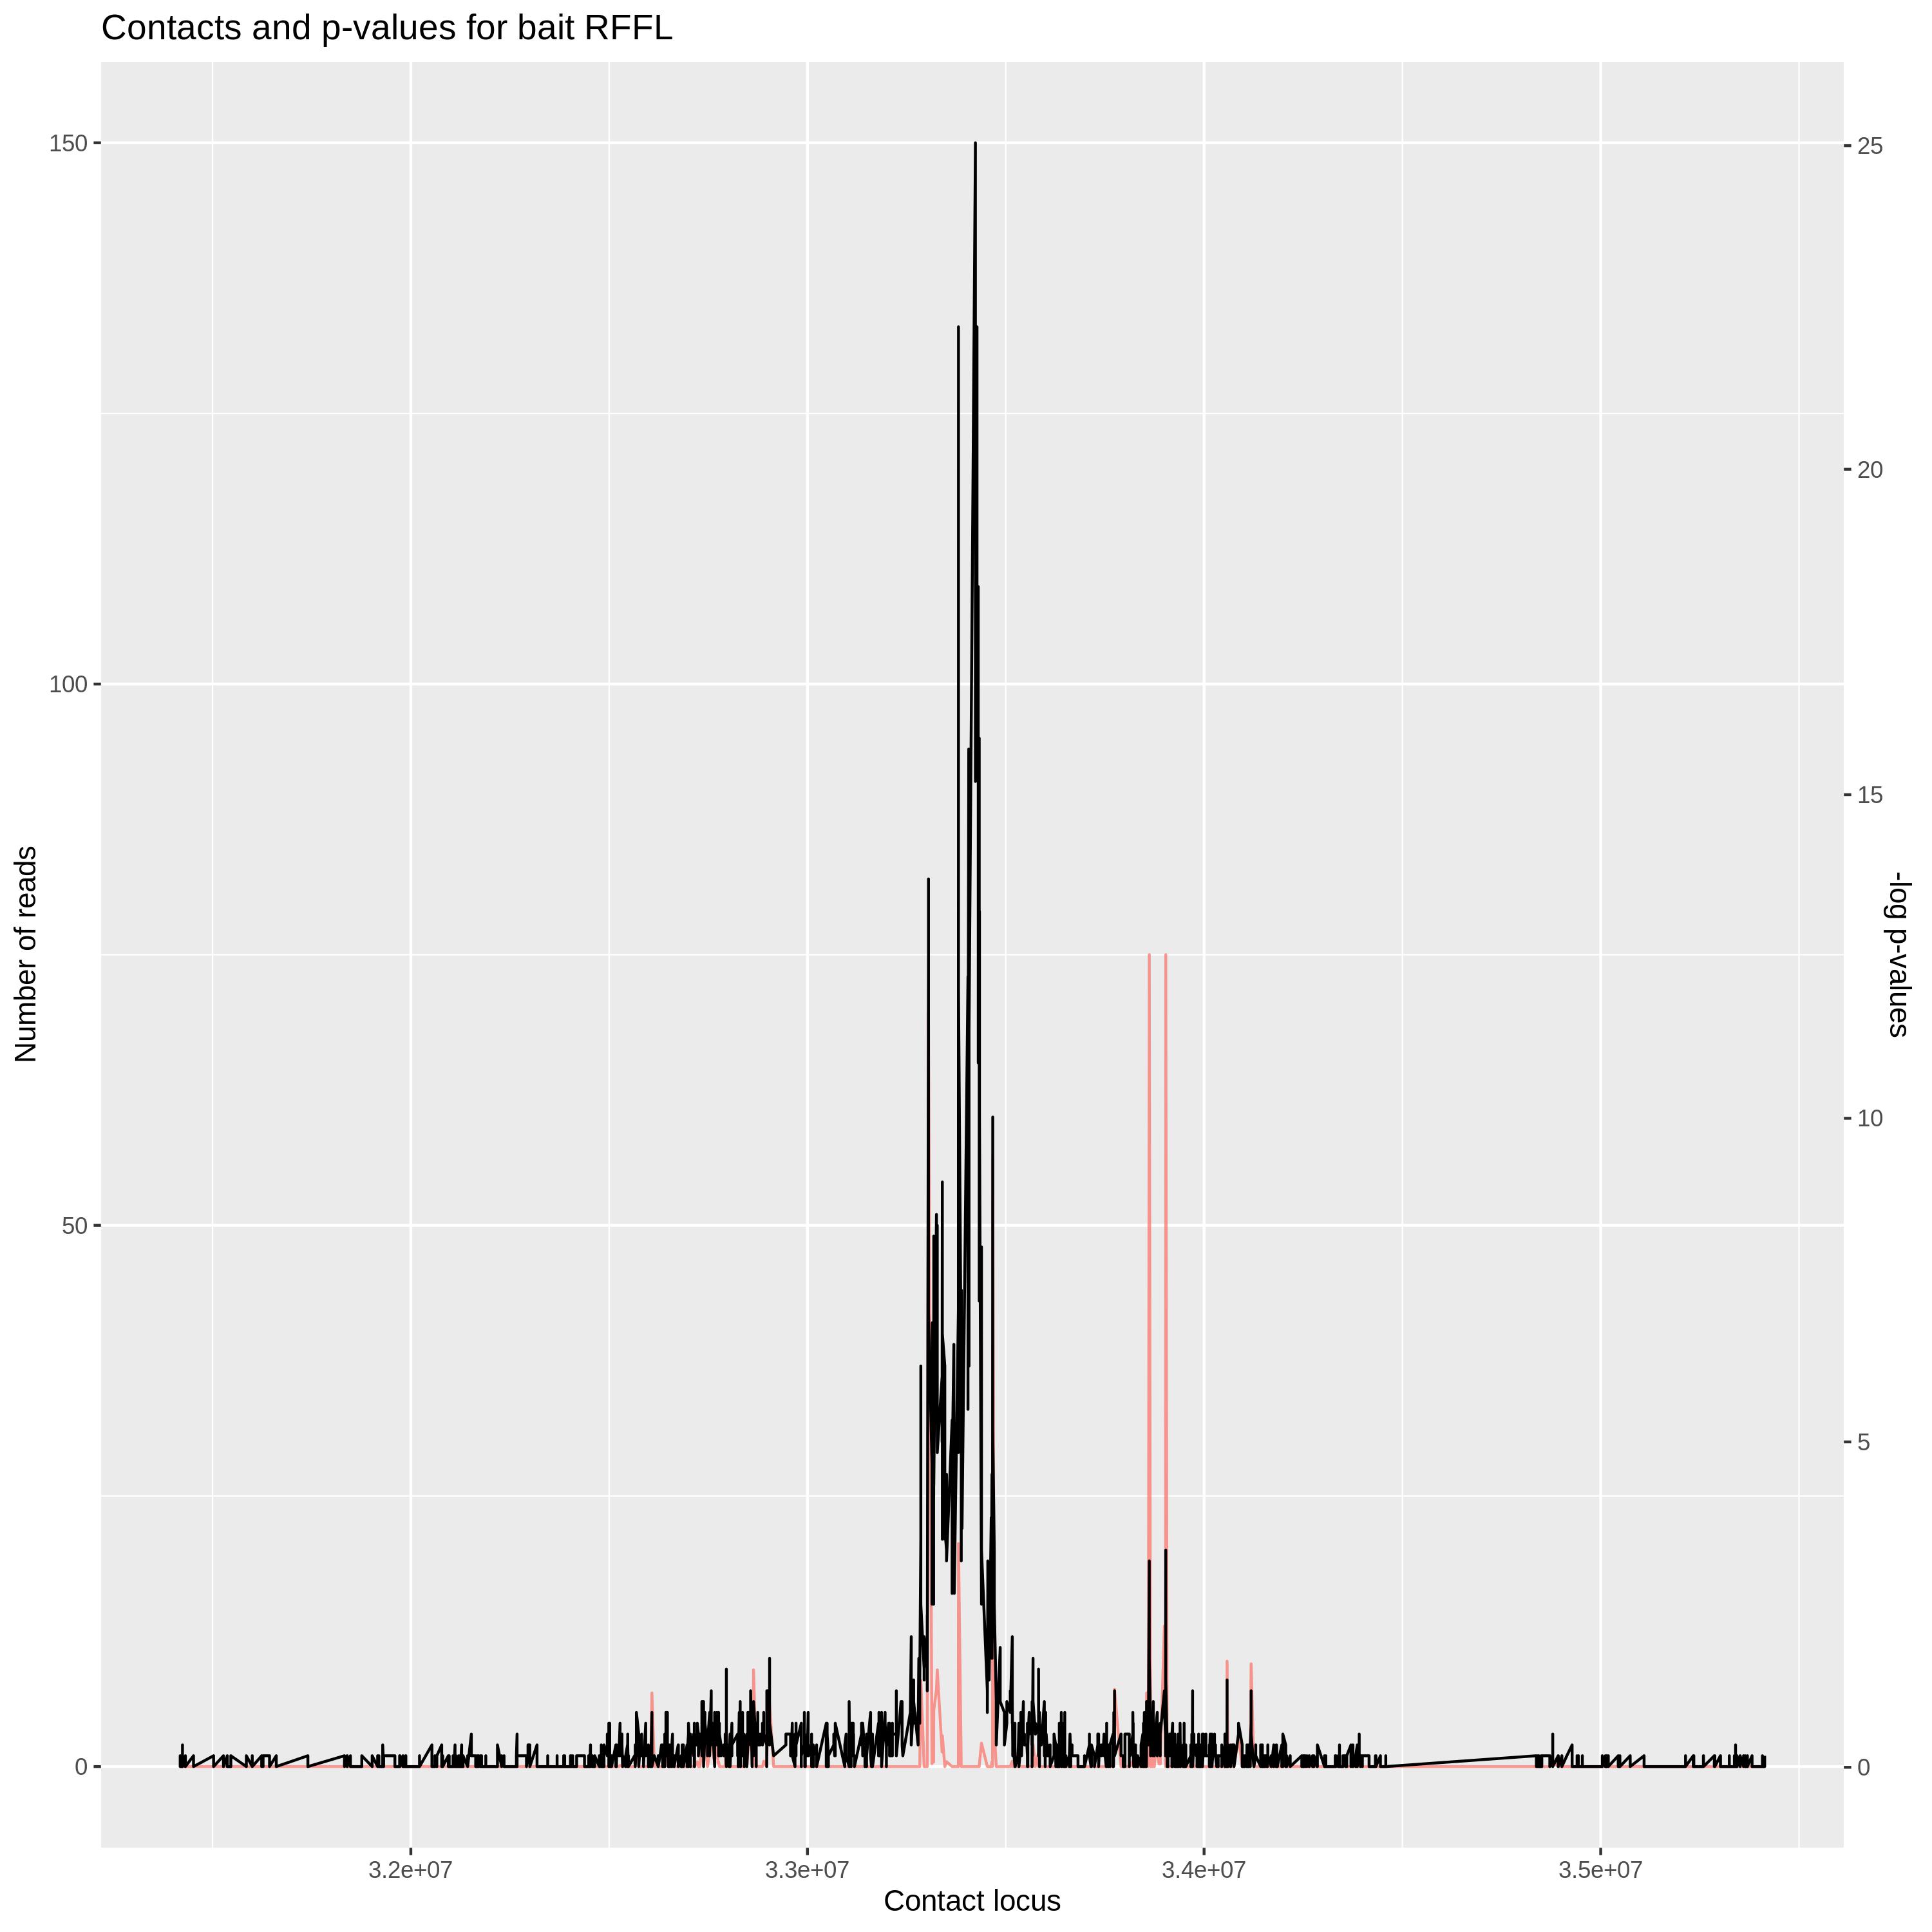 Contacts and p-values for bait RFFL
150
100
50
0
Number of reads
25
20
15
10
5
0
-log p-values
3.2e+07 3.3e+07 3.4e+07 3.5e+07
Contact locus